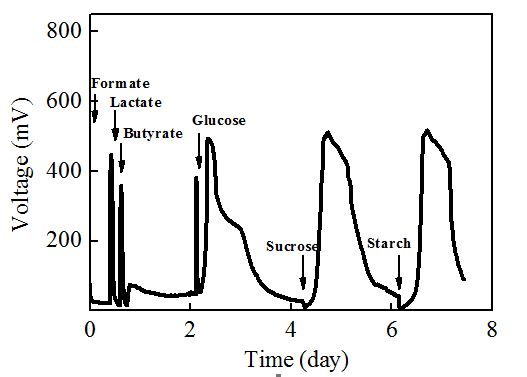 800
600
400
200
Voltage (mV)
Formate
Lactate
Butyrate
Glucose
Sucrose
Starch
0 2 4 6 8
Time (day)